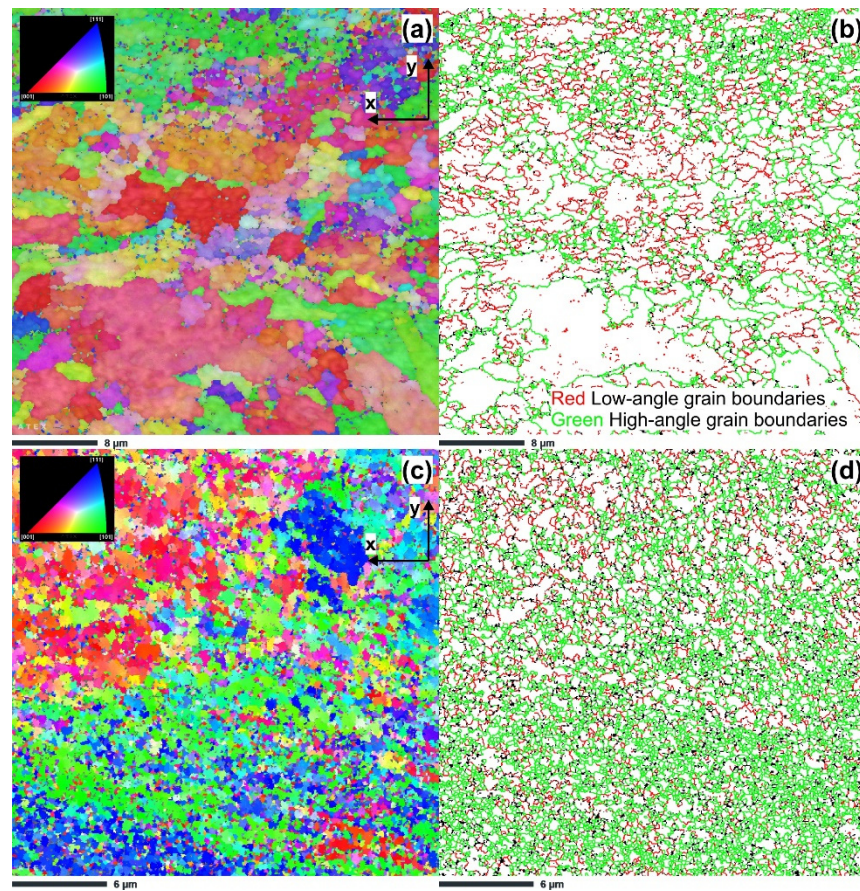 (a)
[111]
[001]
[101]
y
x
ATEX
8 µm
(b)
Red Low-angle grain boundaries
Green High-angle grain boundaries
8 µm
(c)
[111]
[001]
[101]
y
x
6 µm
(d)
6 µm